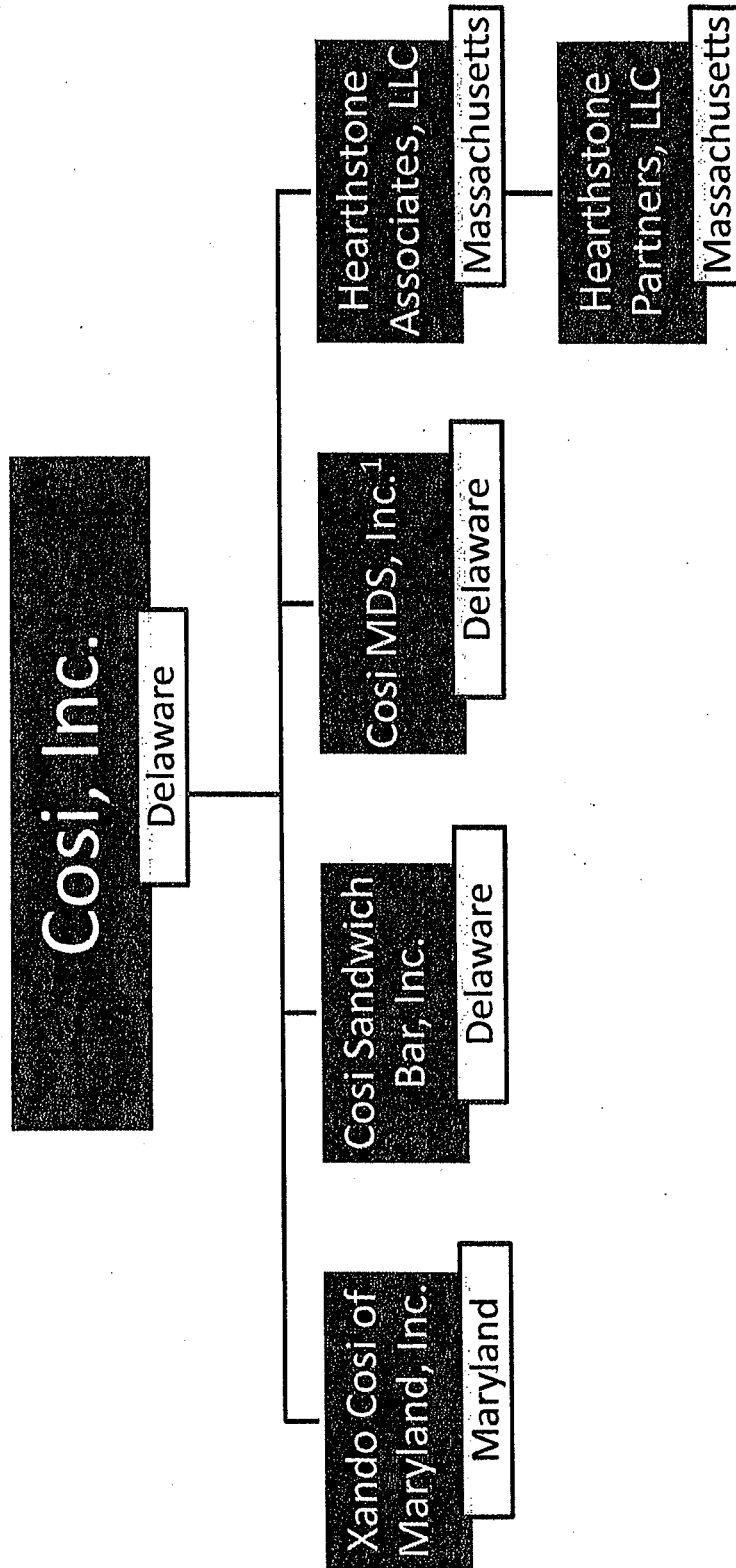 Cosi, Inc.
Delaware
Xando Cosi of
Maryland, Inc.
Maryland
Cosi Sandwich
Bar, Inc.
Delaware
Cosi MDS, Inc.¹
Delaware
Hearthstone
Associates, LLC
Massachusetts
Hearthstone
Partners, LLC
Massachusetts